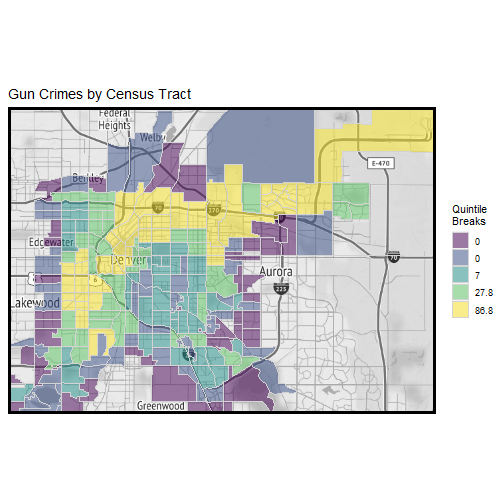 Gun Crimes by Census Tract
Federal
Heights
Welby
E-470
Berkley
70
270
Edgewater
Denver
70
Aurora
6
225
Lakewood
Greenwood
Quintile
Breaks
0
0
7
27.8
86.8